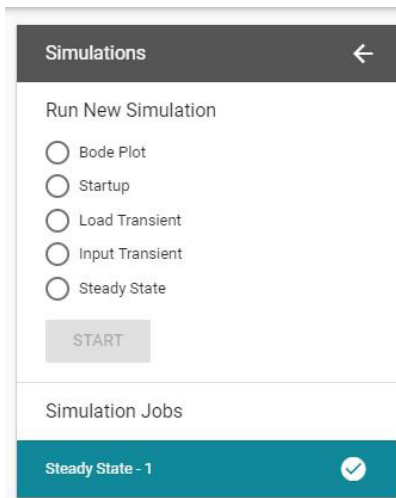 Simulations
Run New Simulation
Bode Plot
Startup
Load Transient
Input Transient
Steady State
START
Simulation Jobs
Steady State - 1